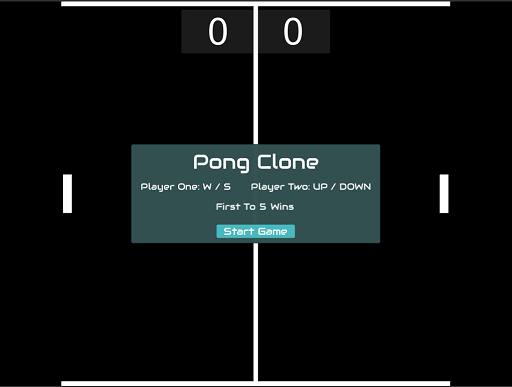 0 0
Pong Clone
Player One: W / S Player Two: UP / DOWN
First To 5 Wins
Start Game